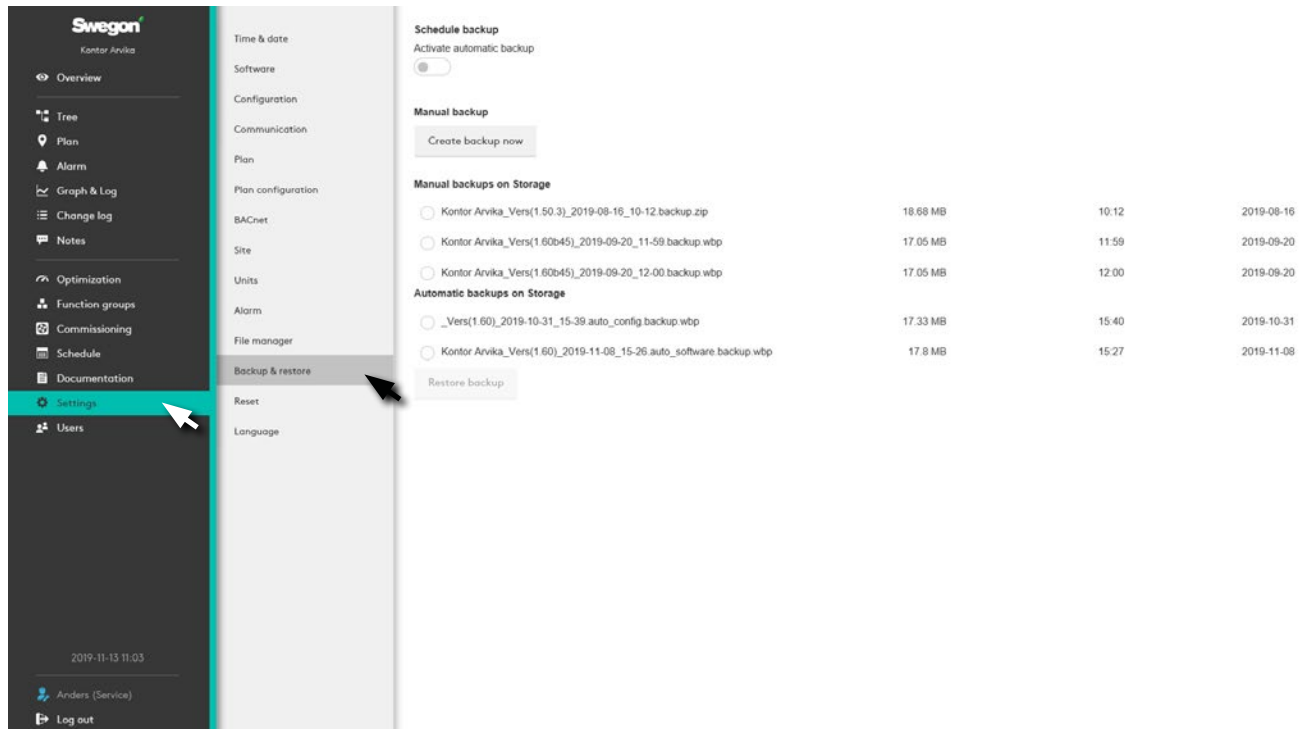 Swegon
Kontor Arvika
Overview
Tree
Plan
Alarm
Graph & Log
Change log
Notes
Optimization
Function groups
Commissioning
Schedule
Documentation
Settings
Users
2019-11-13 11:03
Anders (Service)
Log out
Time & date
Software
Configuration
Communication
Plan
Plan configuration
BACnet
Site
Units
Alarm
File manager
Backup & restore
Reset
Language
Schedule backup
Activate automatic backup
Manual backup
Create backup now
Manual backups on Storage
Kontor Arvika_Vers(1.50.3)_2019-08-16_10-12.backup.zip 18.68 MB 10:12 2019-08-16
Kontor Arvika_Vers(1.60b45)_2019-09-20_11-59.backup.wbp 17.05 MB 11:59 2019-09-20
Kontor Arvika_Vers(1.60b45)_2019-09-20_12-00.backup.wbp 17.05 MB 12:00 2019-09-20
Automatic backups on Storage
_Vers(1.60)_2019-10-31_15-39.auto_config.backup.wbp 17.33 MB 15:40 2019-10-31
Kontor Arvika_Vers(1.60)_2019-11-08_15-26.auto_software.backup.wbp 17.8 MB 15:27 2019-11-08
Restore backup